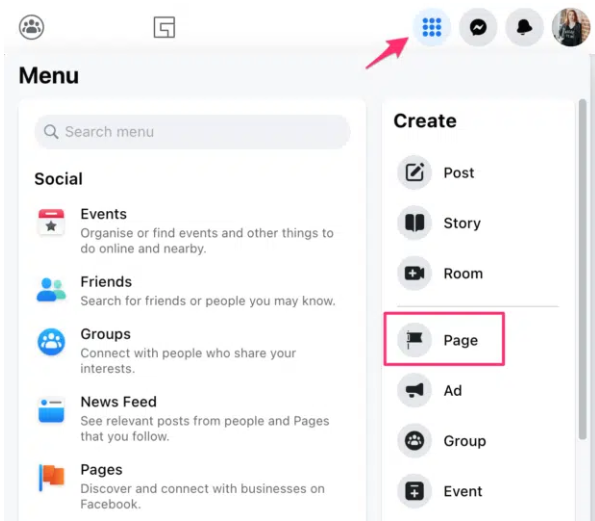 Menu
Search menu
Social
Events
Organise or find events and other things to
do online and nearby.
Friends
Search for friends or people you may know.
Groups
Connect with people who share your
interests.
News Feed
See relevant posts from people and Pages
that you follow.
Pages
Discover and connect with businesses on
Facebook.
Create
Post
Story
Room
Page
Ad
Group
Event